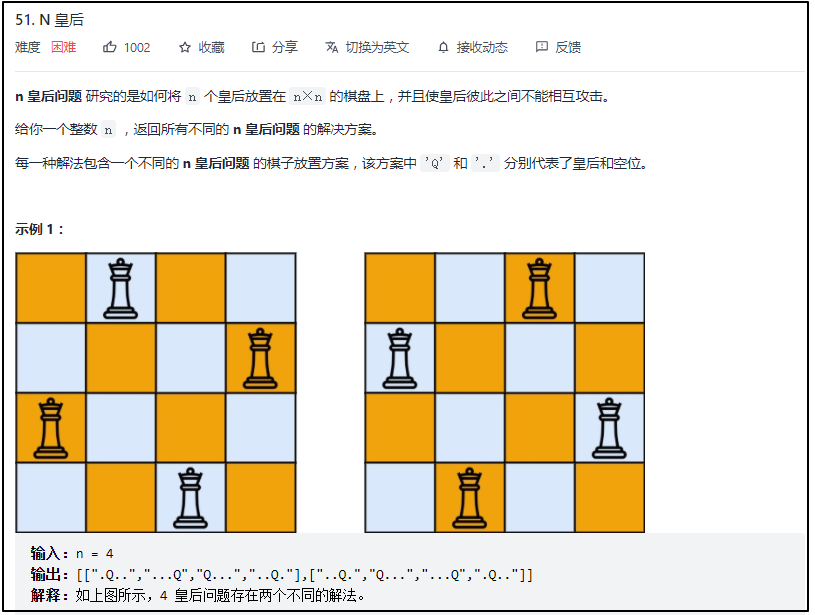 51. N 皇后
难度 困难 1002 收藏 分享 切换为英文 接收动态 反馈
n 皇后问题 研究的是如何将 n 个皇后放置在 n×n 的棋盘上，并且使皇后彼此之间不能相互攻击。
给你一个整数 n ，返回所有不同的 n 皇后问题 的解决方案。
每一种解法包含一个不同的 n 皇后问题 的棋子放置方案，该方案中 'Q' 和 '.' 分别代表了皇后和空位。
示例 1：
输入：n = 4
输出：[[".Q..","...Q","Q...","..Q."],["..Q.","Q...","...Q",".Q.."]]
解释：如上图所示，4 皇后问题存在两个不同的解法。